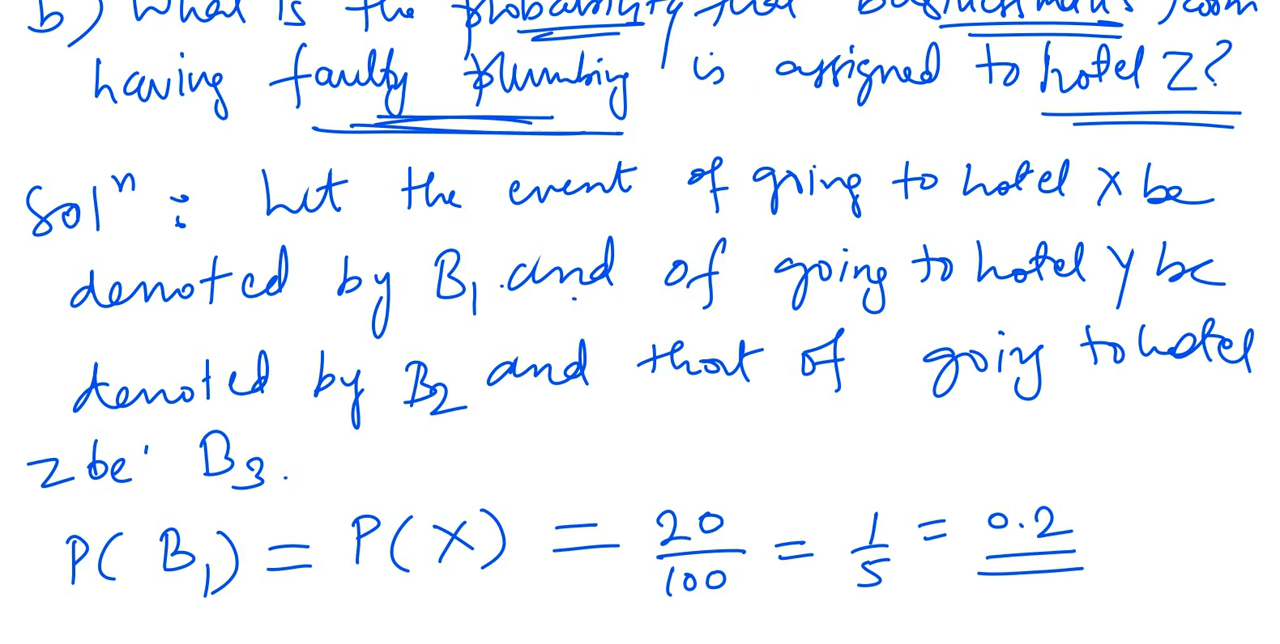 b) What is the probability that businessman's room
having faulty plumbing is assigned to hotel Z?
Solⁿ : Let the event of going to hotel X be
denoted by B₁ and of going to hotel Y be
denoted by B₂ and that of going to hotel
Z be B₃.
P(B₁) = P(X) = 20/100 = 1/5 = 0.2